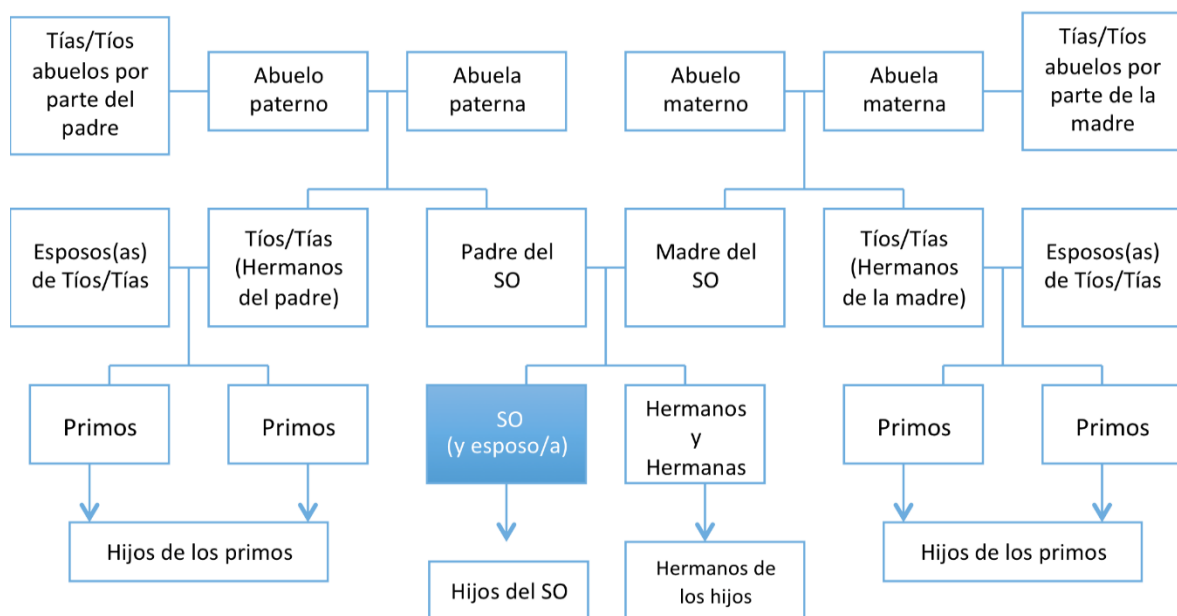 Tías/Tíos
abuelos por
parte del
padre
Abuelo
paterno
Abuela
paterna
Abuelo
materno
Abuela
materna
Tías/Tíos
abuelos por
parte de la
madre
Esposos(as)
de Tíos/Tías
Tíos/Tías
(Hermanos
del padre)
Padre del
SO
Madre del
SO
Tíos/Tías
(Hermanos
de la madre)
Esposos(as)
de Tíos/Tías
Primos
Primos
SO
(y esposo/a)
Hermanos
y
Hermanas
Primos
Primos
Hijos de los primos
Hijos del SO
Hermanos de
los hijos
Hijos de los primos